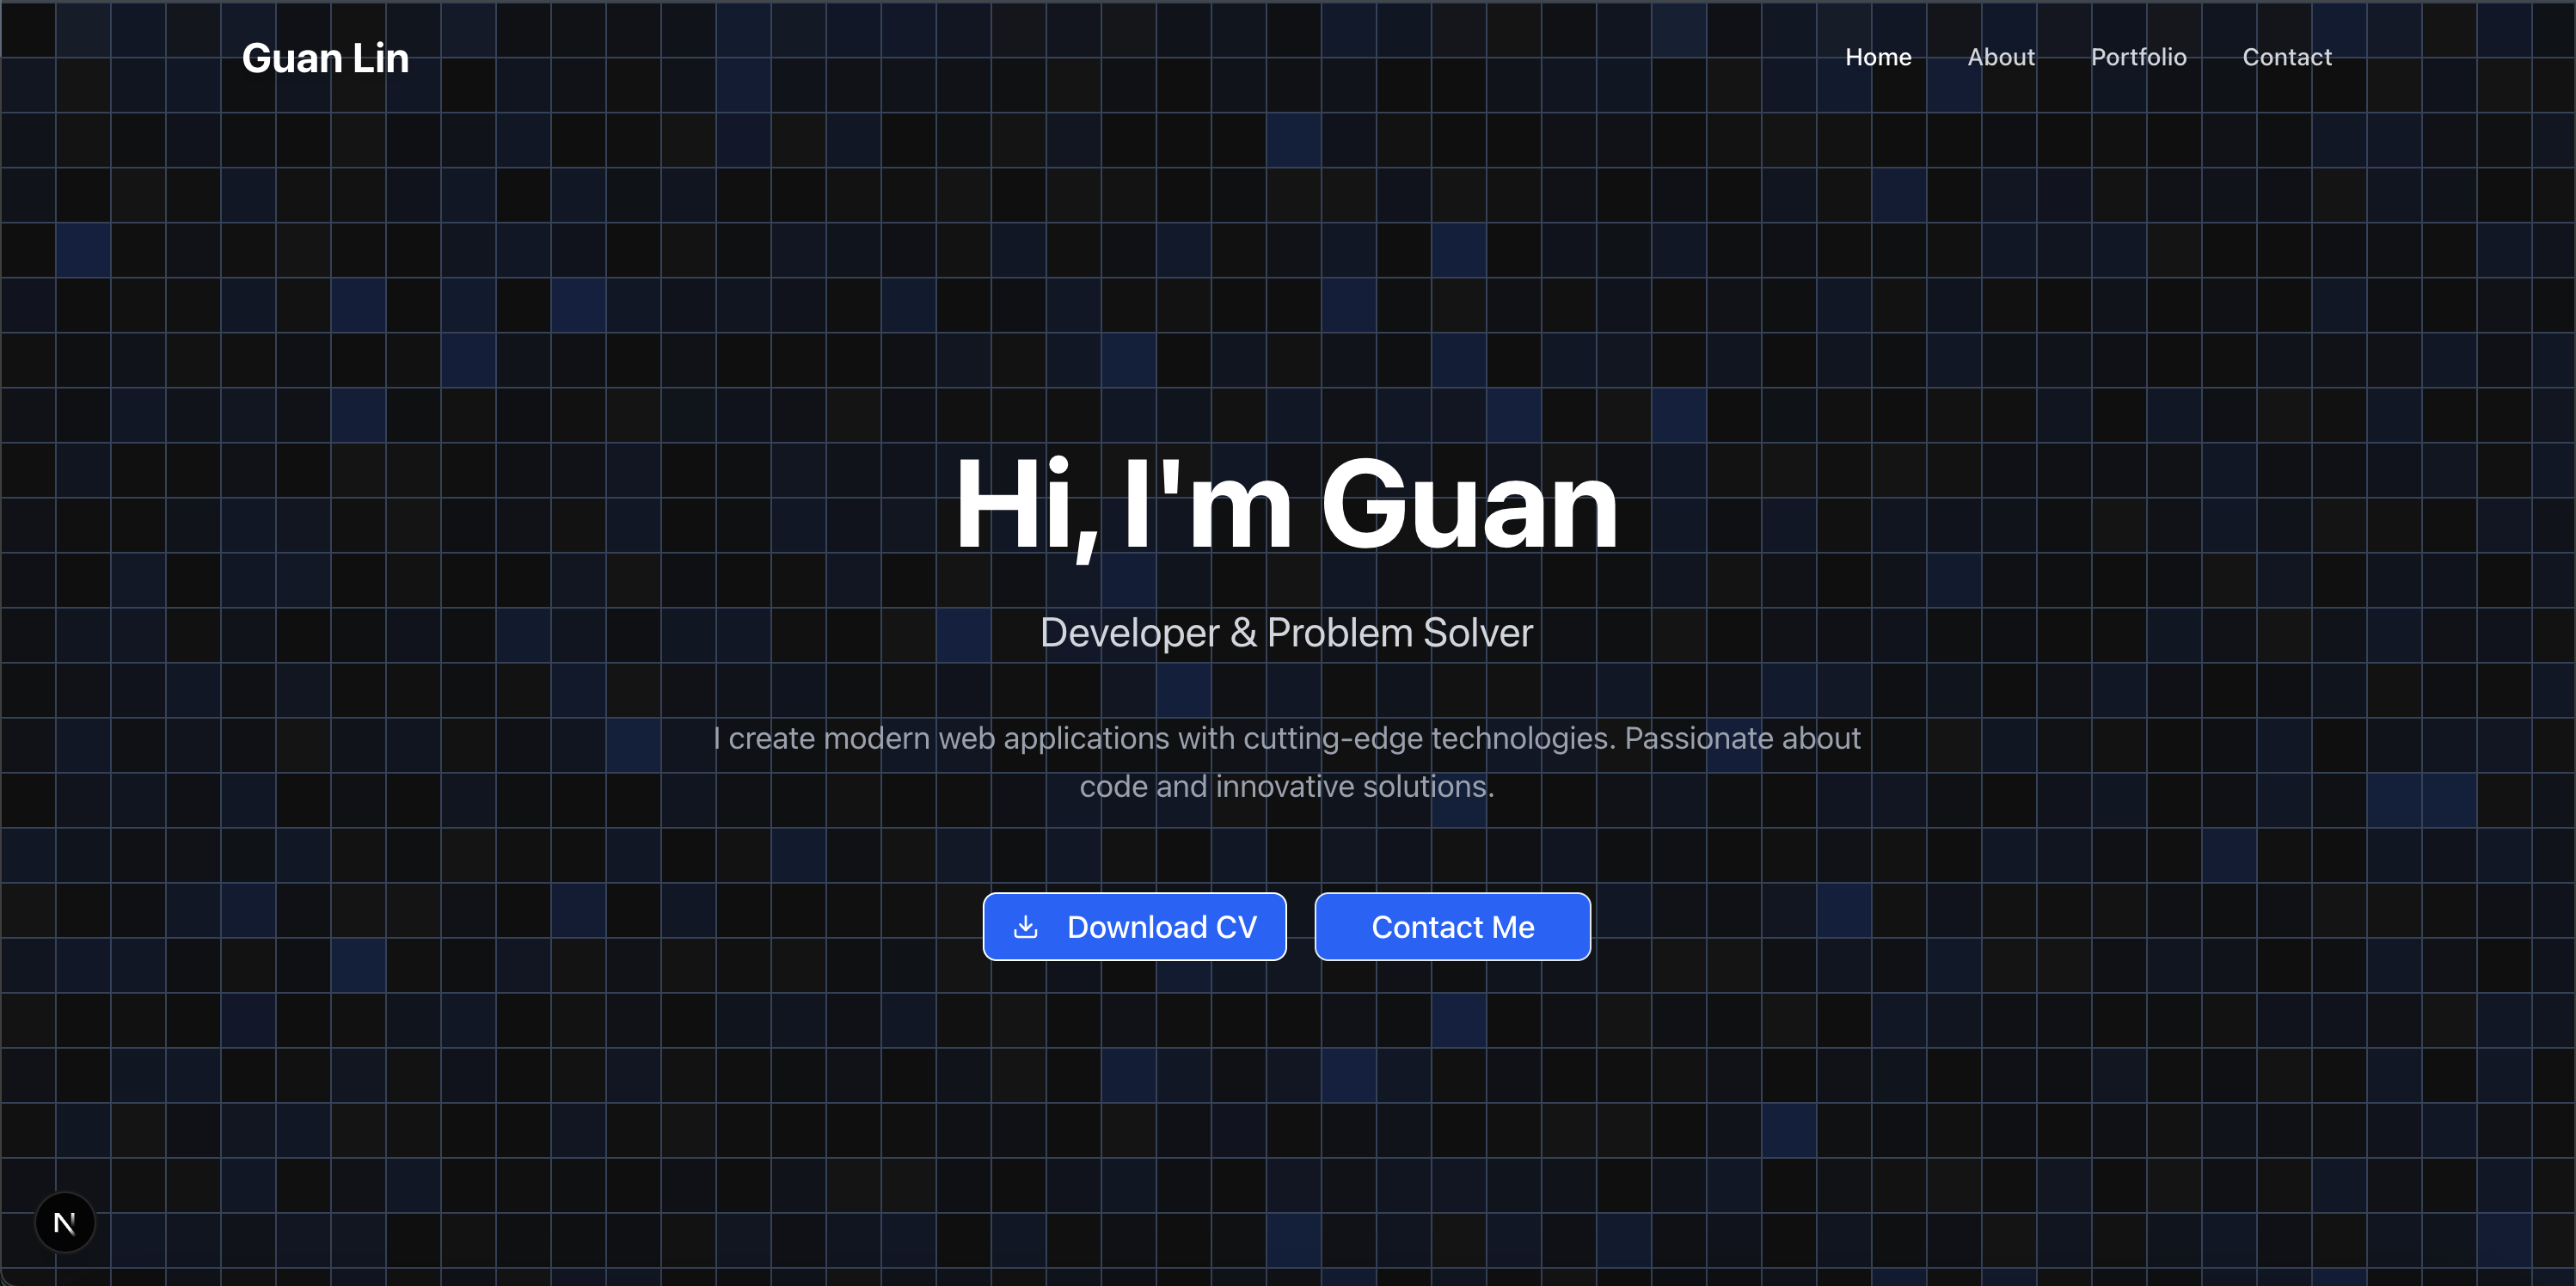 Guan Lin
Home About Portfolio Contact
Hi, I'm Guan
Developer & Problem Solver
I create modern web applications with cutting-edge technologies. Passionate about
code and innovative solutions.
Download CV Contact Me
N